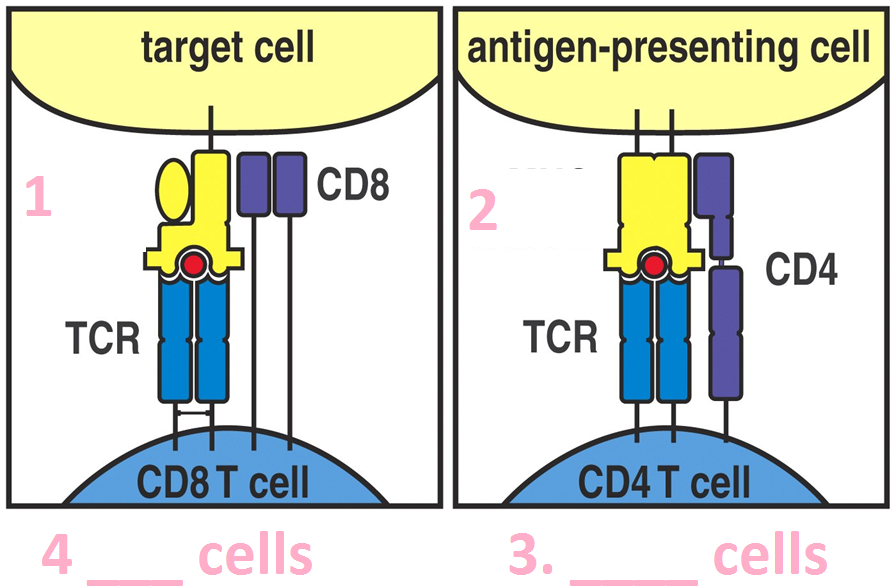 target cell
1
CD8
TCR
CD8 T cell
4 ___ cells
antigen-presenting cell
2
CD4
TCR
CD4 T cell
3. ____ cells